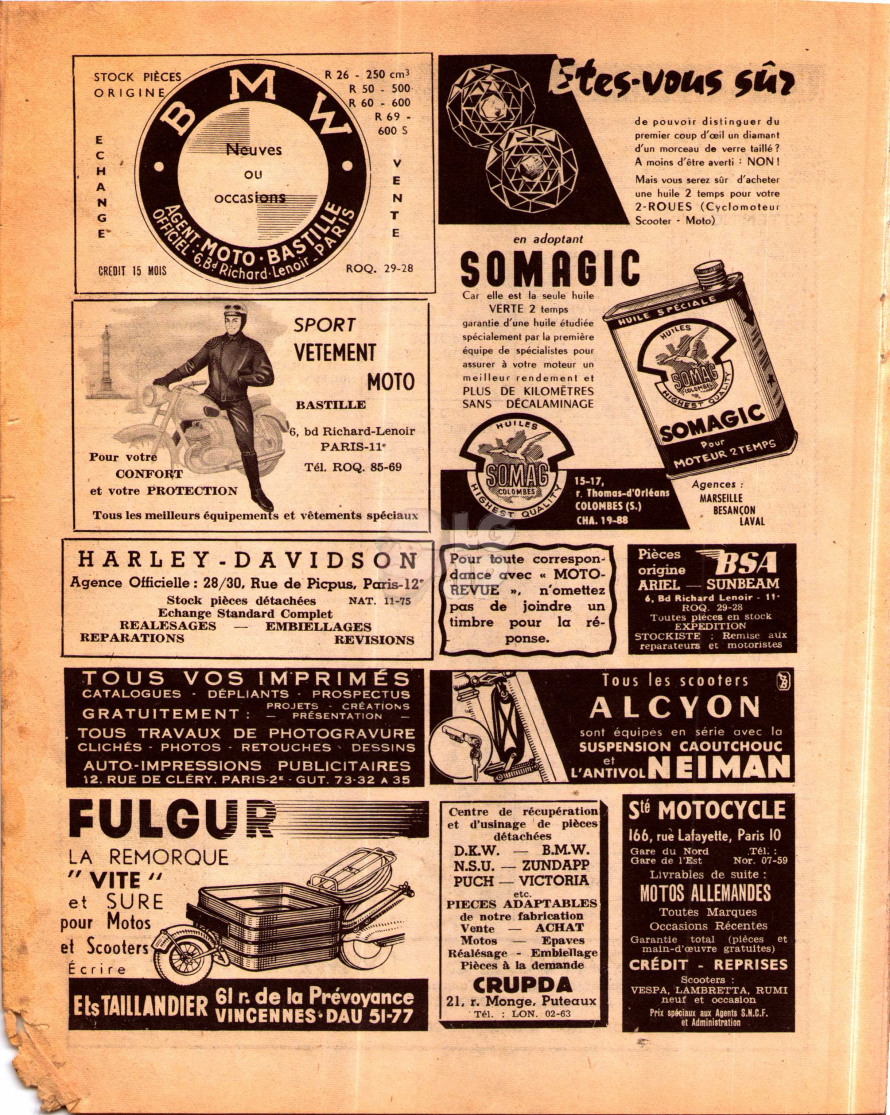 STOCK PIÈCES
ORIGINE
BMW
R 26 - 250 cm³
R 50 - 500
R 60 - 600
R 69 -
600 S
ECHANGE
Neuves
ou
occasions
VENTE
AGENT
OFFICIEL
MOTO-BASTILLE
6, Bd Richard-Lenoir-PARIS
CREDIT 15 MOIS
ROQ. 29-28
Etes-vous sûr
de pouvoir distinguer du
premier coup d'œil un diamant
d'un morceau de verre taillé ?
A moins d'être averti : NON !
Mais vous serez sûr d'acheter
une huile 2 temps pour votre
2-ROUES (Cyclomoteur
Scooter - Moto)
en adoptant
SOMAGIC
Car elle est la seule huile
VERTE 2 temps
garantie d'une huile étudiée
spécialement par la première
équipe de spécialistes pour
assurer à votre moteur un
meilleur rendement et
PLUS DE KILOMÈTRES
SANS DÉCALAMINAGE
HUILE SPÉCIALE
HUILES
SOMAG
COLOMBES
HIGHEST QUALITY
SOMAGIC
Pour
MOTEUR 2 TEMPS
HUILES
SOMAG
COLOMBES
HIGHEST QUALITY
15-17,
r. Thomas-d'Orléans
COLOMBES (S.)
CHA. 19-88
Agences :
MARSEILLE
BESANÇON
LAVAL
SPORT
VETEMENT
MOTO
BASTILLE
6, bd Richard-Lenoir
PARIS-11e
Tél. ROQ. 85-69
Pour votre
CONFORT
et votre PROTECTION
Tous les meilleurs équipements et vêtements spéciaux
HARLEY-DAVIDSON
Agence Officielle : 28/30, Rue de Picpus, Paris-12e
Stock pièces détachées NAT. 11-75
Echange Standard Complet
REALESAGES — EMBIELLAGES
REPARATIONS REVISIONS
Pour toute correspon-
dance avec « MOTO-
REVUE », n'omettez
pas de joindre un
timbre pour la ré-
ponse.
Pièces
origine BSA
ARIEL — SUNBEAM
6, Bd Richard Lenoir - 11e
ROQ. 29-28
Toutes pièces en stock
EXPEDITION
STOCKISTE : Remise aux
reparateurs et motoristes
TOUS VOS IMPRIMÉS
CATALOGUES - DÉPLIANTS - PROSPECTUS
GRATUITEMENT : PROJETS - CRÉATIONS
— PRÉSENTATION —
TOUS TRAVAUX DE PHOTOGRAVURE
CLICHÉS - PHOTOS - RETOUCHES - DESSINS
AUTO-IMPRESSIONS PUBLICITAIRES
12, RUE DE CLÉRY, PARIS-2e - GUT. 73-32 A 35
Tous les scooters
ALCYON
sont équipes en série avec la
SUSPENSION CAOUTCHOUC
et
L'ANTIVOL NEIMAN
FULGUR
LA REMORQUE
"VITE"
et SURE
pour Motos
et Scooters
Écrire
Ets TAILLANDIER 61 r. de la Prévoyance
VINCENNES - DAU 51-77
Centre de récupération
et d'usinage de pièces
détachées
D.K.W. — B.M.W.
N.S.U. — ZUNDAPP
PUCH — VICTORIA
etc.
PIECES ADAPTABLES
de notre fabrication
Vente — ACHAT
Motos — Epaves
Réalésage - Embiellage
Pièces à la demande
CRUPDA
21, r. Monge, Puteaux
Tél. : LON. 02-63
Sté MOTOCYCLE
166, rue Lafayette, Paris 10
Gare du Nord Tél. :
Gare de l'Est Nor. 07-59
Livrables de suite :
MOTOS ALLEMANDES
Toutes Marques
Occasions Récentes
Garantie total (pièces et
main-d'œuvre gratuites)
CRÉDIT - REPRISES
Scooters :
VESPA, LAMBRETTA, RUMI
neuf et occasion
Prix spéciaux aux Agents S.N.C.F.
et Administration